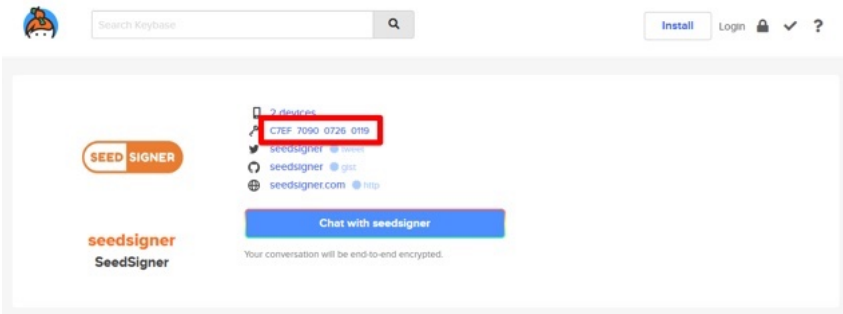 Search Keybase
Install Login ?
2 devices
C7EF 7090 0726 0119
seedsigner tweet
seedsigner gist
seedsigner.com http
SEED SIGNER
Chat with seedsigner
seedsigner
SeedSigner
Your conversation will be end-to-end encrypted.